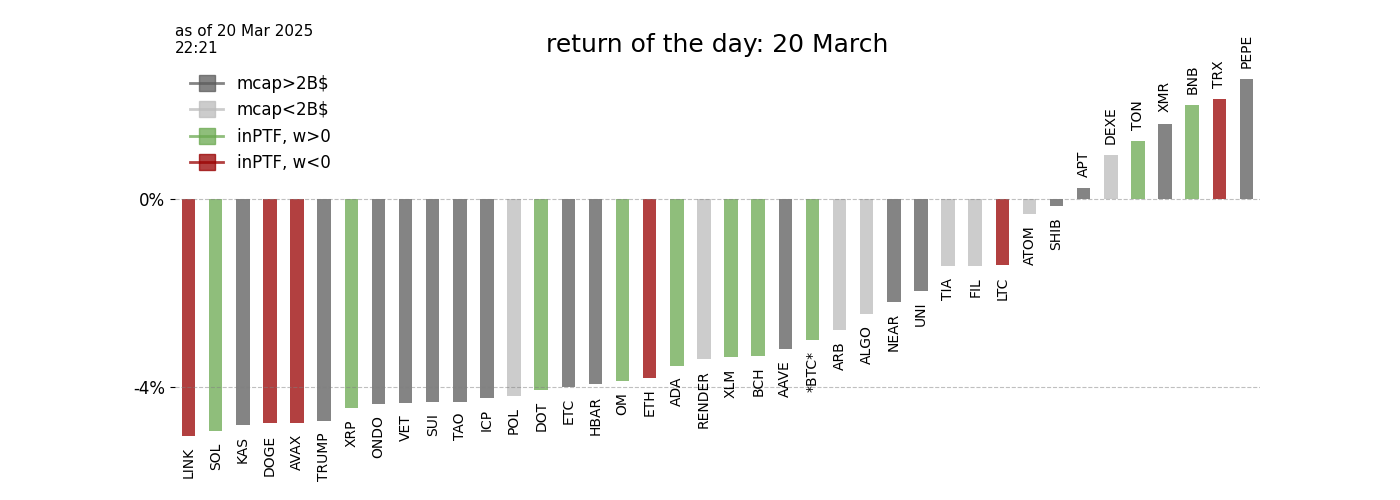 as of 20 Mar 2025
22:21
return of the day: 20 March
mcap>2B$
mcap<2B$
inPTF, w>0
inPTF, w<0
0%
-4%
LINK
SOL
KAS
DOGE
AVAX
TRUMP
XRP
ONDO
VET
SUI
TAO
ICP
POL
DOT
ETC
HBAR
OM
ETH
ADA
RENDER
XLM
BCH
AAVE
*BTC*
ARB
ALGO
NEAR
UNI
TIA
FIL
LTC
ATOM
SHIB
APT
DEXE
TON
XMR
BNB
TRX
PEPE